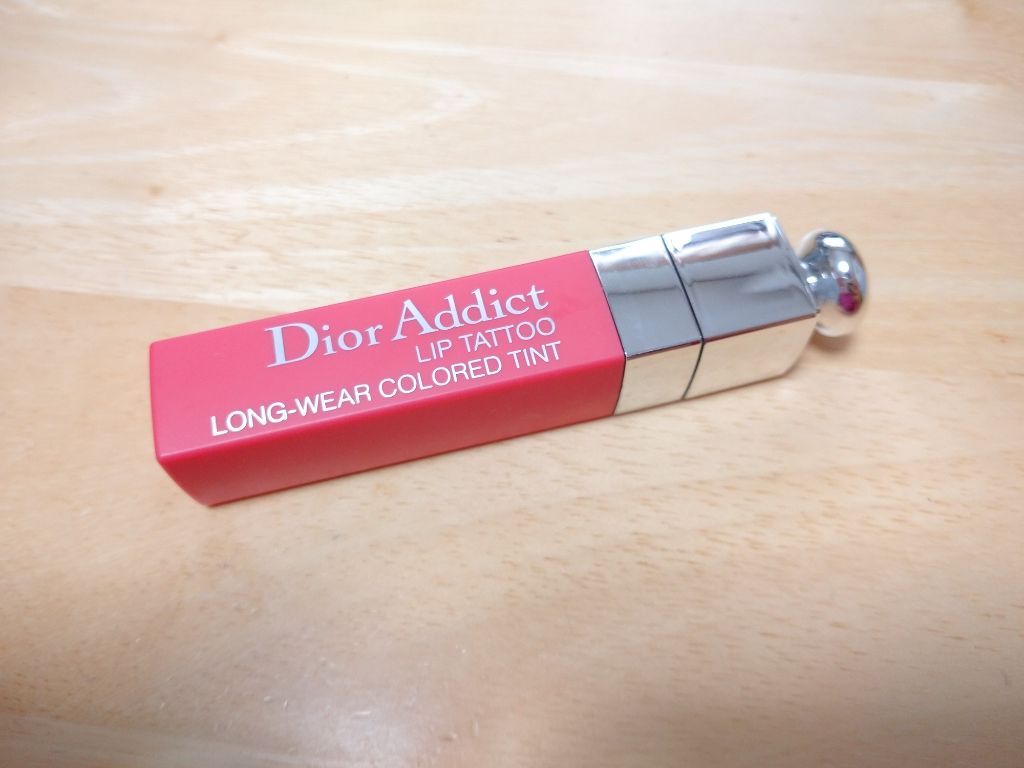 Dior Addict
LIP TATTOO
LONG-WEAR COLORED TINT